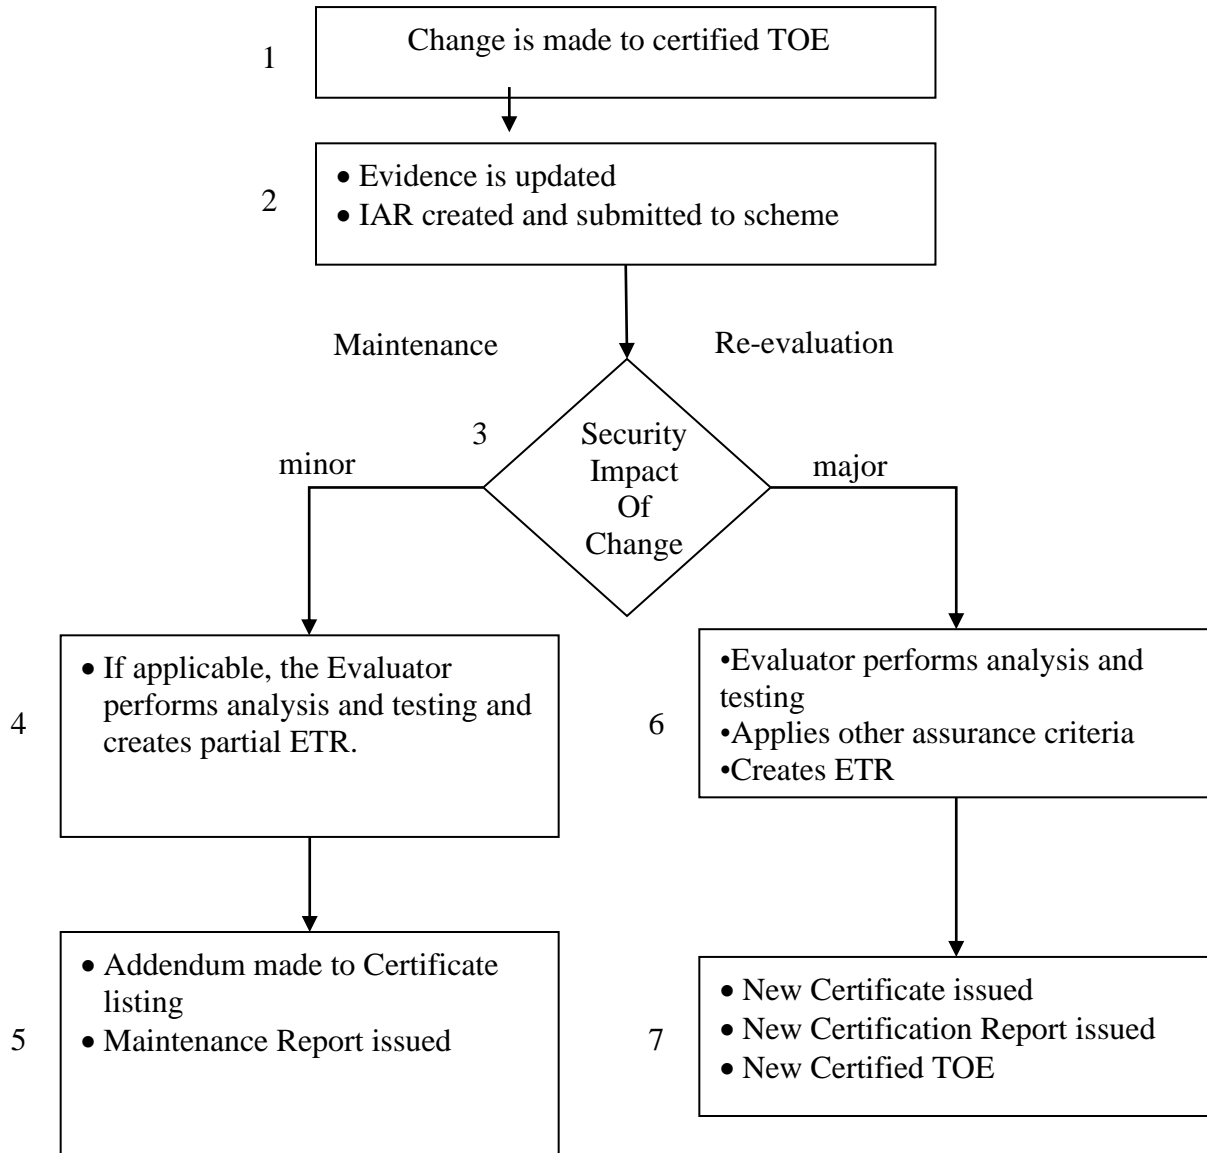 1
Change is made to certified TOE
2
• Evidence is updated
• IAR created and submitted to scheme
Maintenance
Re-evaluation
3
Security
Impact
Of
Change
minor
major
4
• If applicable, the Evaluator
performs analysis and testing and
creates partial ETR.
6
•Evaluator performs analysis and
testing
•Applies other assurance criteria
•Creates ETR
5
• Addendum made to Certificate
listing
• Maintenance Report issued
7
• New Certificate issued
• New Certification Report issued
• New Certified TOE